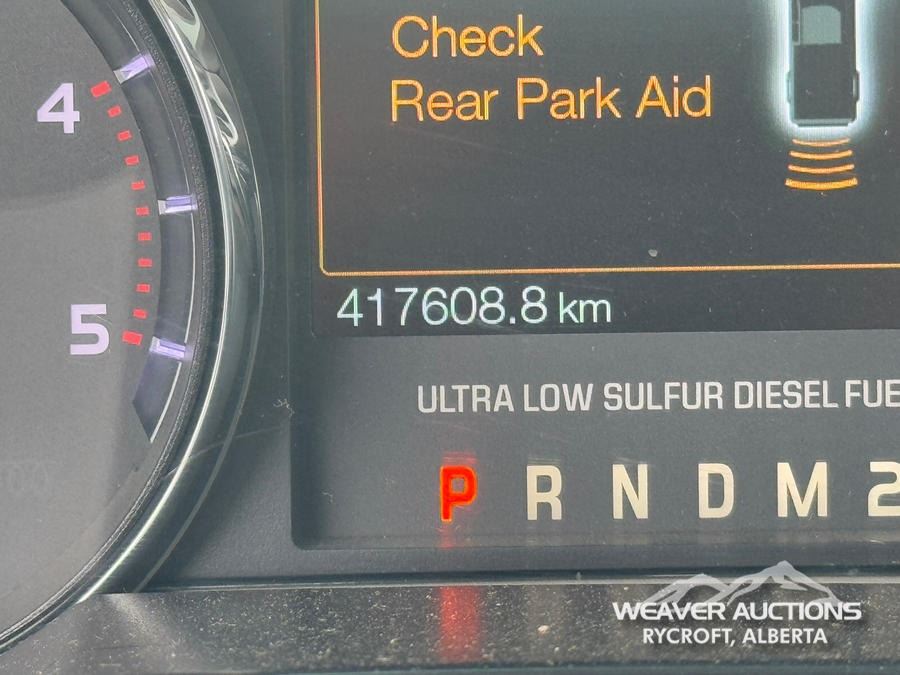 Check
Rear Park Aid
4
5
417608.8 km
ULTRA LOW SULFUR DIESEL FUE
P R N D M 2
WEAVER AUCTIONS
RYCROFT, ALBERTA